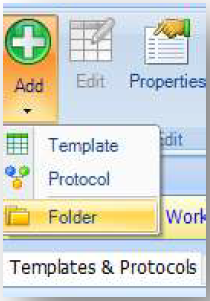 Add Edit Properties
Template
dit
Protocol
Folder
Work
Templates & Protocols